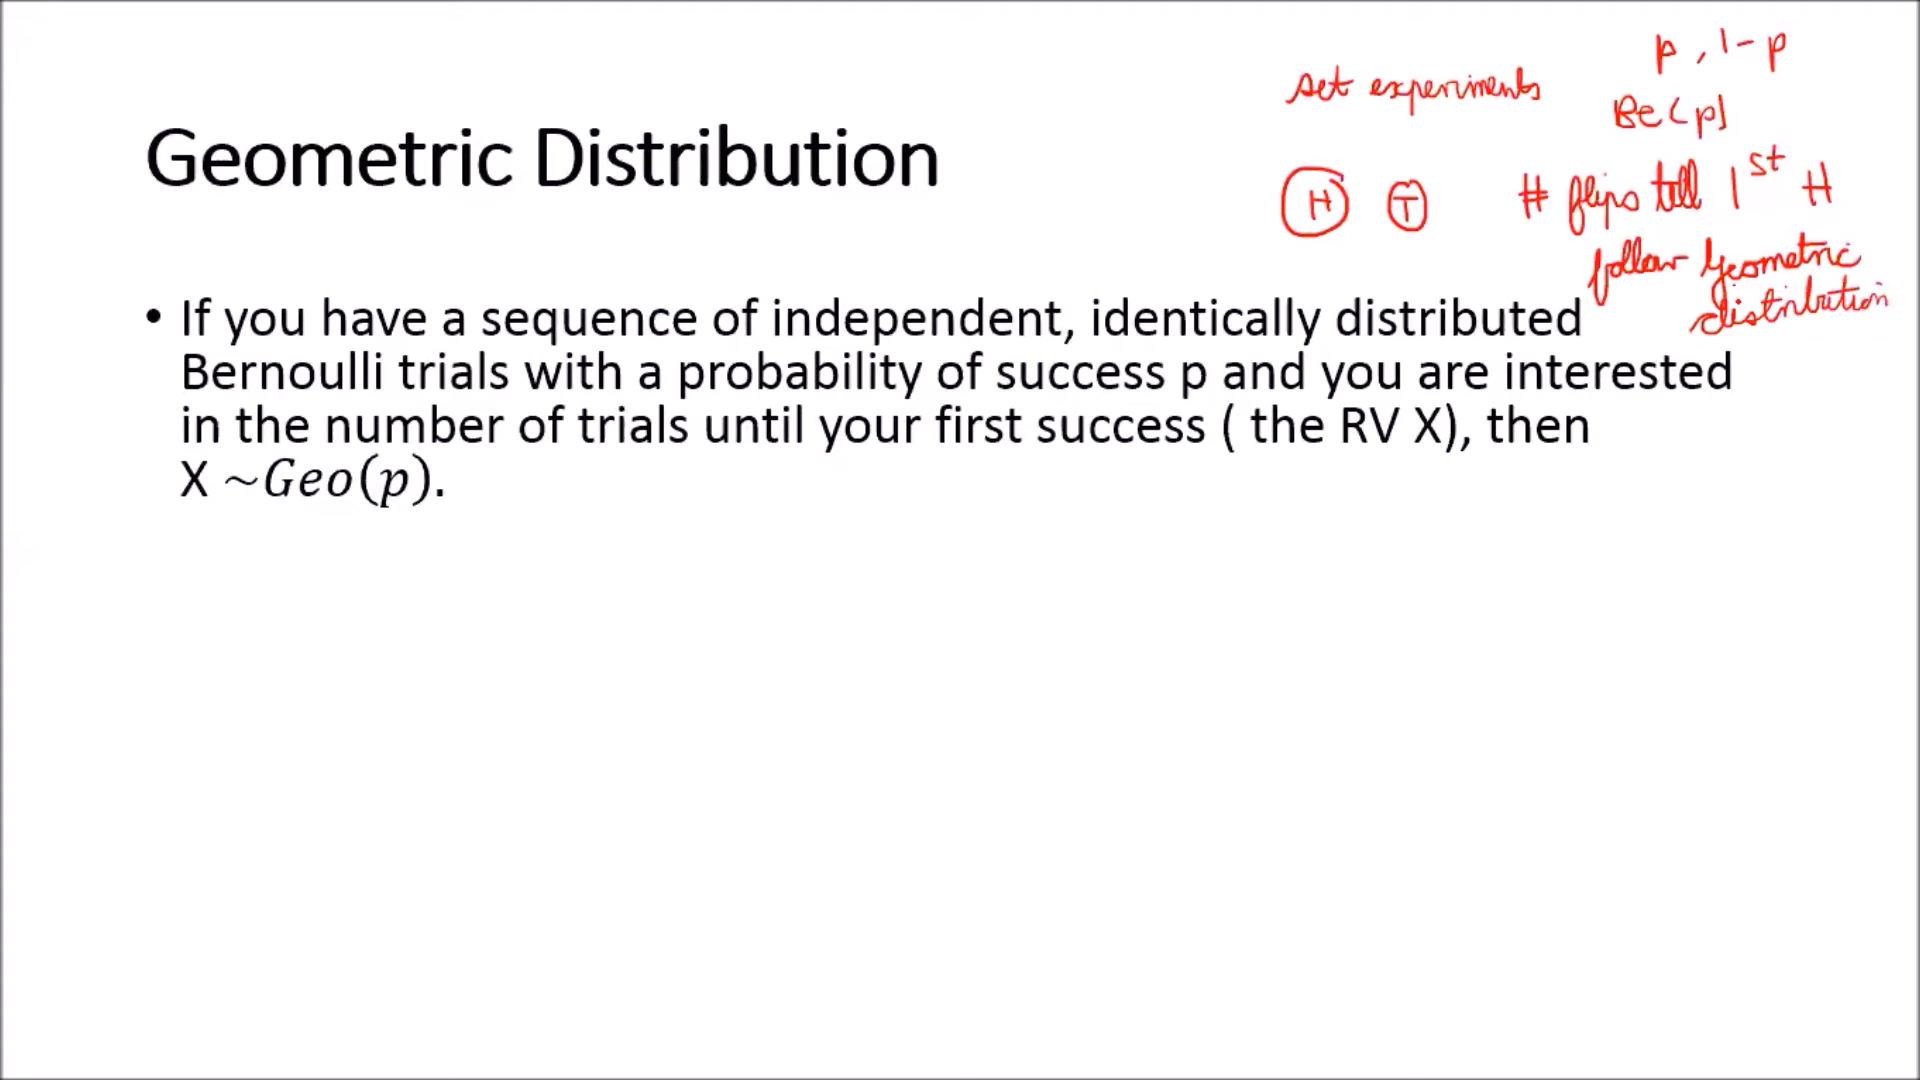 p , 1-p
set experiments
Be(p)
Geometric Distribution
H T # flips till 1st H
follow geometric
distribution
• If you have a sequence of independent, identically distributed
Bernoulli trials with a probability of success p and you are interested
in the number of trials until your first success ( the RV X), then
X ~Geo(p).